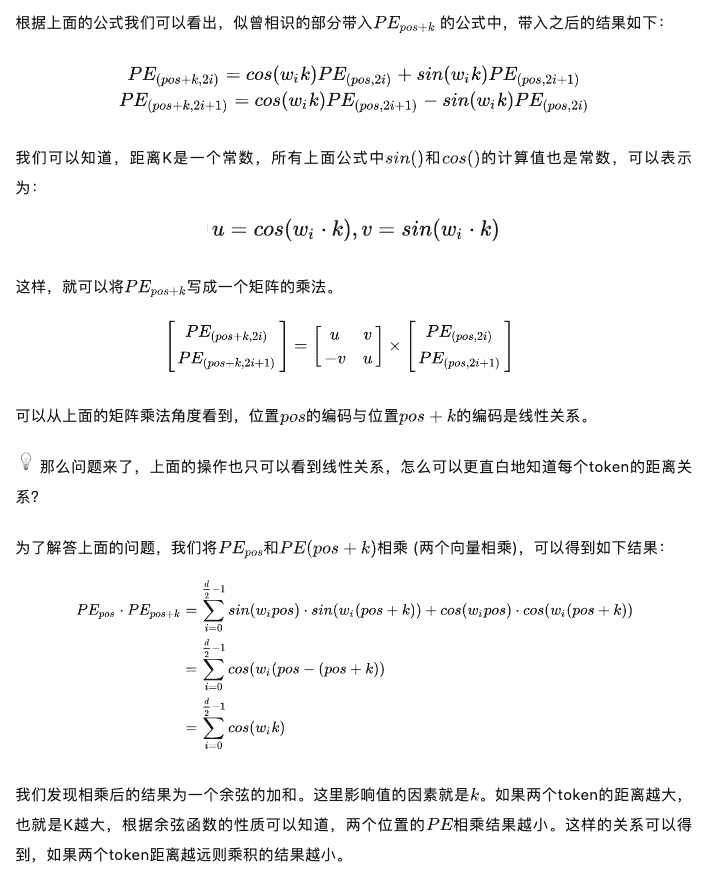 根据上面的公式我们可以看出，似曾相识的部分带入PE_{pos+k} 的公式中，带入之后的结果如下：
PE_{(pos+k,2i)} = cos(w_i k)PE_{(pos,2i)} + sin(w_i k)PE_{(pos,2i+1)}
PE_{(pos+k,2i+1)} = cos(w_i k)PE_{(pos,2i+1)} − sin(w_i k)PE_{(pos,2i)}
我们可以知道，距离K是一个常数，所有上面公式中sin()和cos()的计算值也是常数，可以表示
为：
u = cos(w_i · k), v = sin(w_i · k)
这样，就可以将PE_{pos+k}写成一个矩阵的乘法。
[PE_{(pos+k,2i)} ; PE_{(pos+k,2i+1)}] = [u v ; −v u] × [PE_{(pos,2i)} ; PE_{(pos,2i+1)}]
可以从上面的矩阵乘法角度看到，位置pos的编码与位置pos + k的编码是线性关系。
那么问题来了，上面的操作也只可以看到线性关系，怎么可以更直白地知道每个token的距离关
系?
为了解答上面的问题，我们将PE_{pos}和PE(pos + k)相乘 (两个向量相乘)，可以得到如下结果：
PE_{pos} · PE_{pos+k} = ∑_{i=0}^{d/2−1} sin(w_i pos) · sin(w_i(pos + k)) + cos(w_i pos) · cos(w_i(pos + k))
= ∑_{i=0}^{d/2−1} cos(w_i(pos − (pos + k))
= ∑_{i=0}^{d/2−1} cos(w_i k)
我们发现相乘后的结果为一个余弦的加和。这里影响值的因素就是k。如果两个token的距离越大，
也就是K越大，根据余弦函数的性质可以知道，两个位置的PE相乘结果越小。这样的关系可以得
到，如果两个token距离越远则乘积的结果越小。